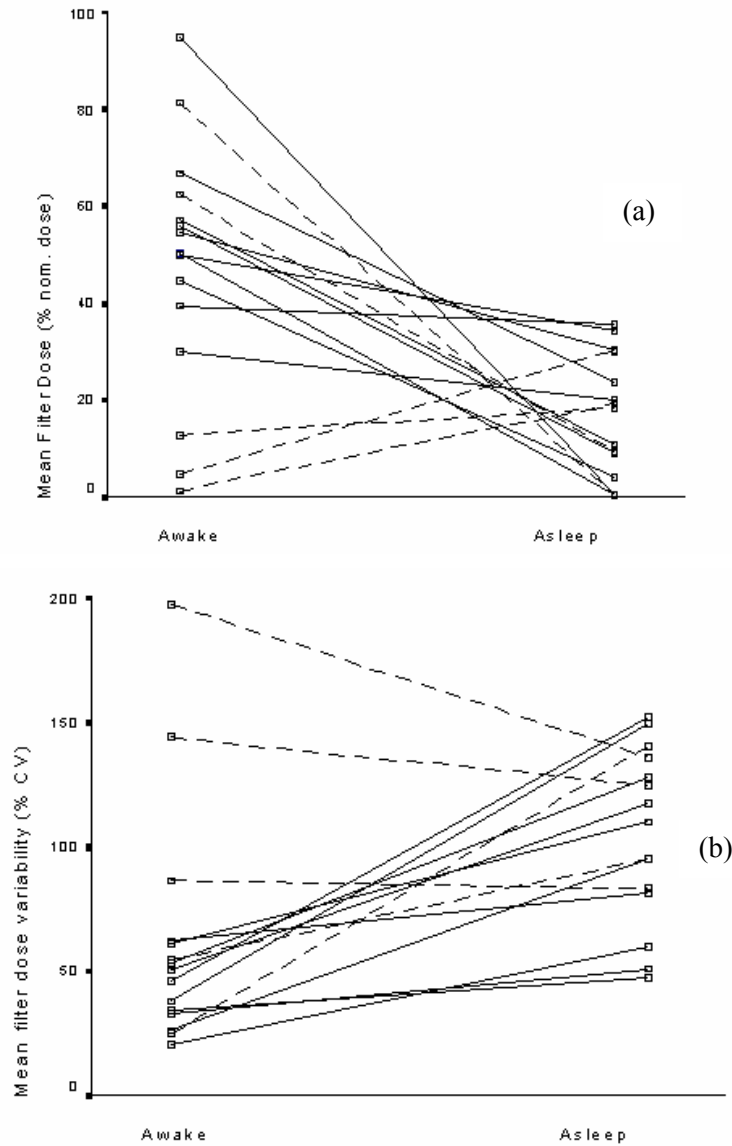 100
80
60
40
20
0
Mean Filter Dose (% nom. dose)
(a)
Awake
Asleep
200
150
100
50
0
Mean filter dose variability (% CV)
(b)
Awake
Asleep